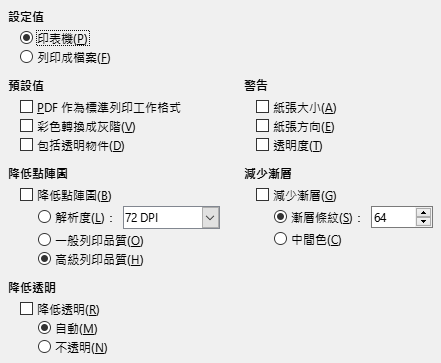 設定值
印表機(P)
列印成檔案(F)
預設值
PDF 作為標準列印工作格式
彩色轉換成灰階(V)
包括透明物件(D)
警告
紙張大小(A)
紙張方向(E)
透明度(T)
降低點陣圖
降低點陣圖(B)
解析度(L)： 72 DPI
一般列印品質(O)
高級列印品質(H)
減少漸層
減少漸層(G)
漸層條紋(S)： 64
中間色(C)
降低透明
降低透明(R)
自動(M)
不透明(N)